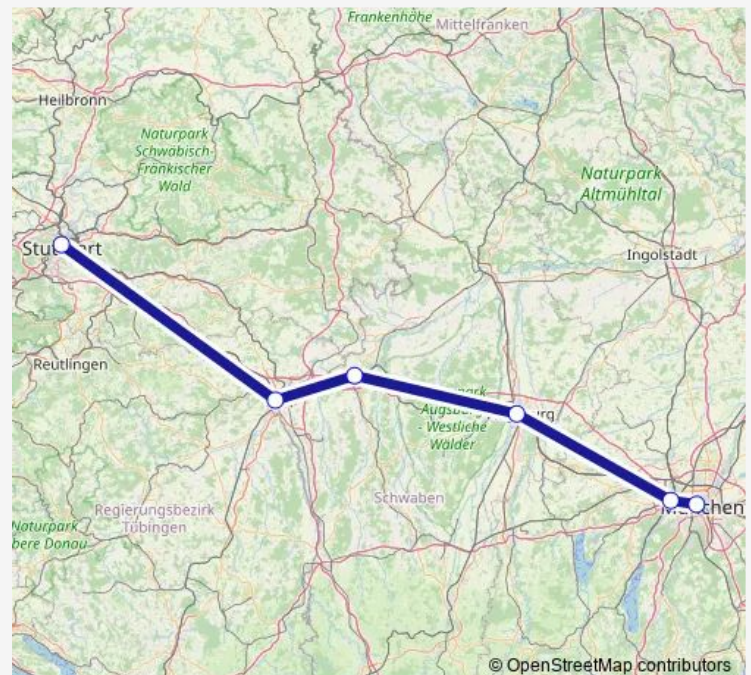 Frankenhöhe
Mittelfranken
Heilbronn
Naturpark
Schwäbisch-
Fränkischer
Wald
Naturpark
Altmühltal
Ingolstadt
Reutlingen
Augsburg
- Westliche
Wälder
Schwaben
Regierungsbezirk
Tübingen
Naturpark
bere Donau
© OpenStreetMap contributors